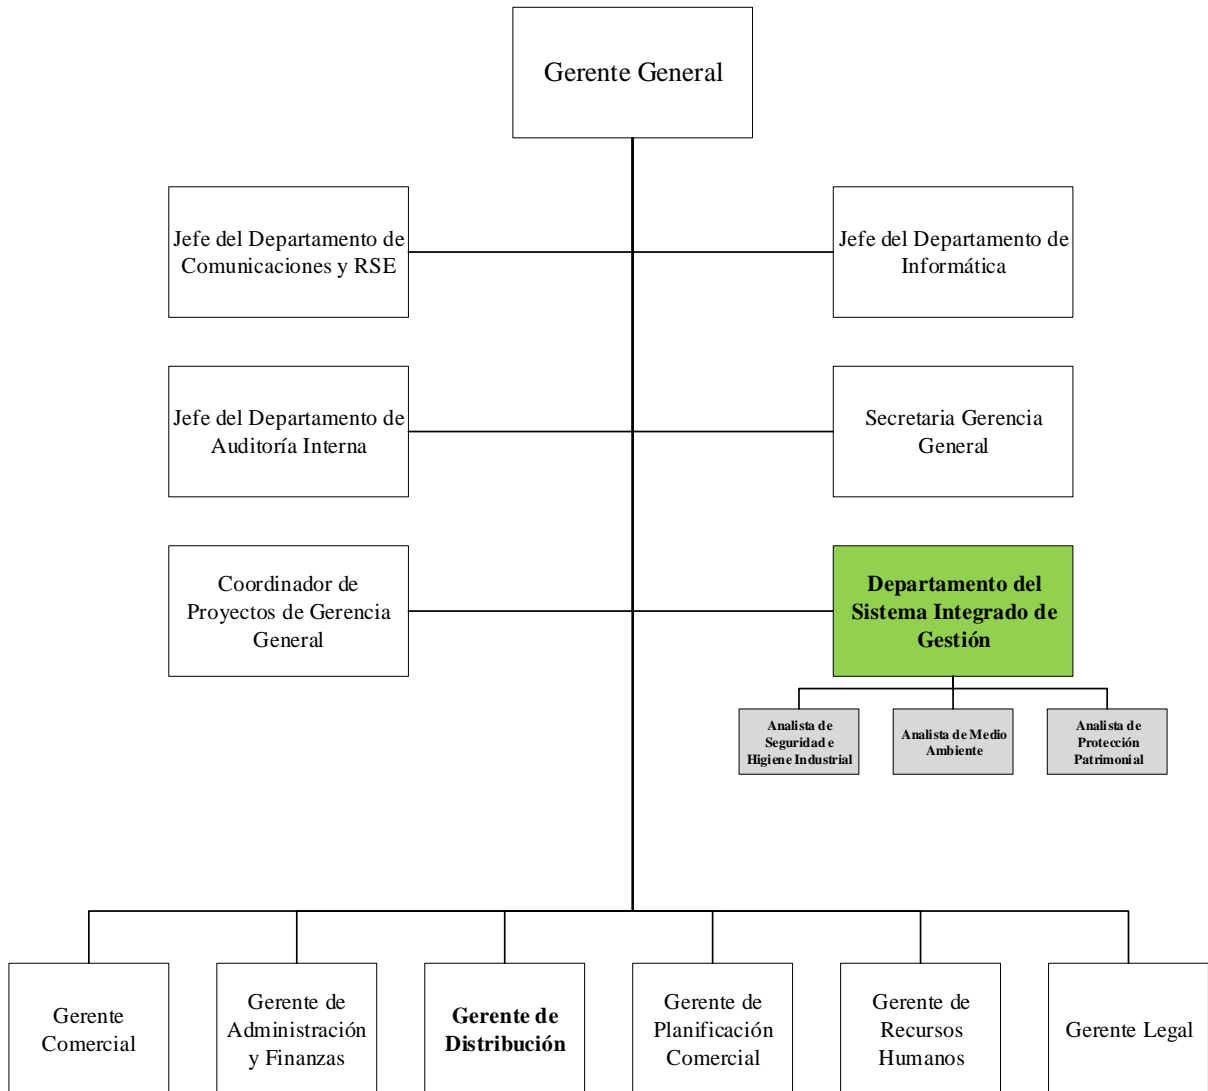 Gerente General
Jefe del Departamento de
Comunicaciones y RSE
Jefe del Departamento de
Informática
Jefe del Departamento de
Auditoría Interna
Secretaria Gerencia
General
Coordinador de
Proyectos de Gerencia
General
Departamento del
Sistema Integrado de
Gestión
Analista de
Seguridad e
Higiene Industrial
Analista de Medio
Ambiente
Analista de
Protección
Patrimonial
Gerente
Comercial
Gerente de
Administración
y Finanzas
Gerente de
Distribución
Gerente de
Planificación
Comercial
Gerente de
Recursos
Humanos
Gerente Legal